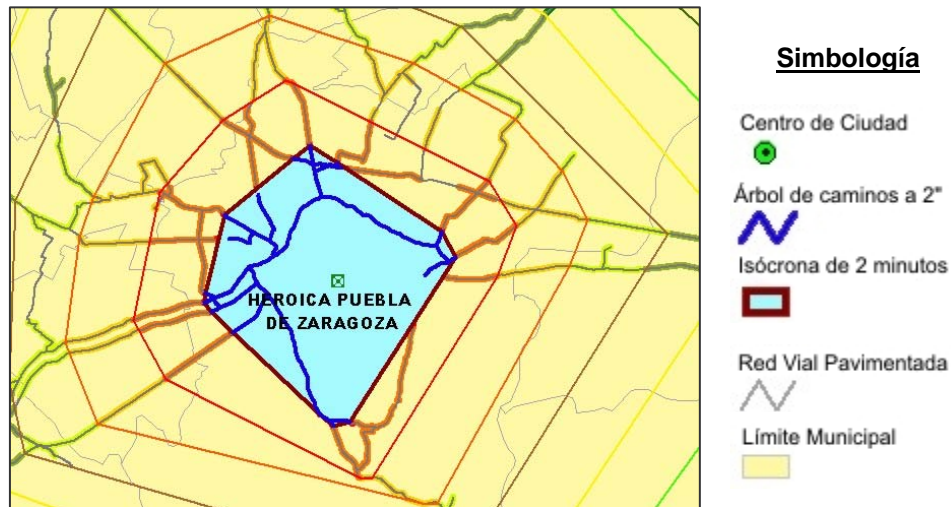 HEROICA PUEBLA
DE ZARAGOZA
Simbología
Centro de Ciudad
Árbol de caminos a 2"
Isócrona de 2 minutos
Red Vial Pavimentada
Límite Municipal